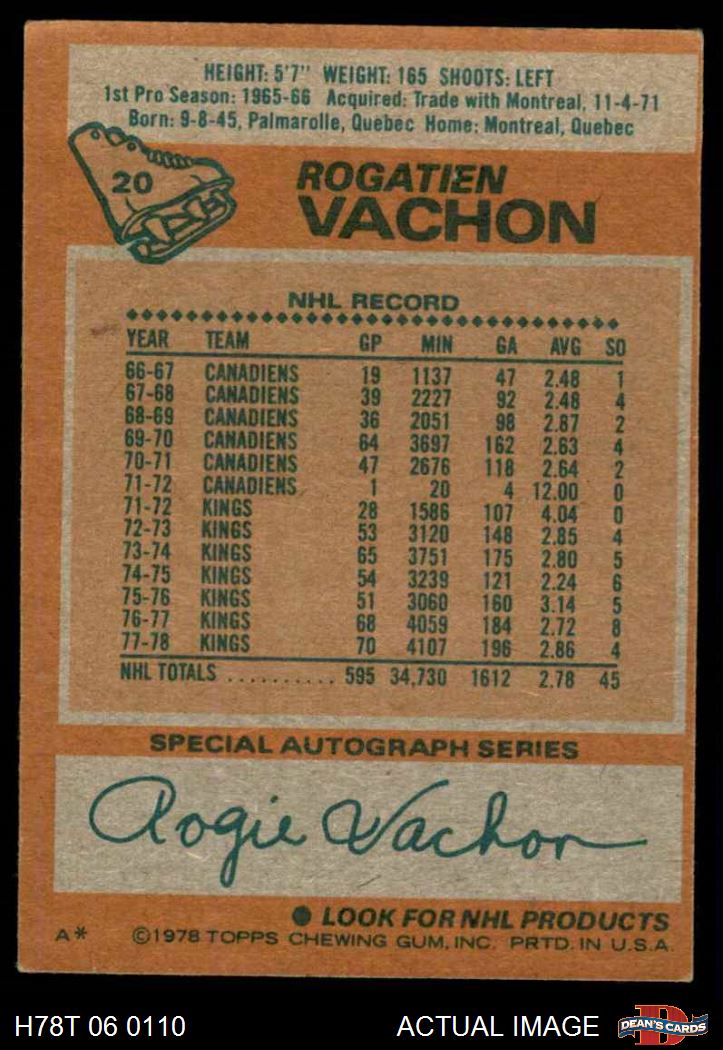 HEIGHT: 5'7" WEIGHT: 165 SHOOTS: LEFT
1st Pro Season: 1965-66 Acquired: Trade with Montreal, 11-4-71
Born: 9-8-45, Palmarolle, Quebec Home: Montreal, Quebec
20
ROGATIEN
VACHON
NHL RECORD
YEAR TEAM GP MIN GA AVG SO
66-67 CANADIENS 19 1137 47 2.48 1
67-68 CANADIENS 39 2227 92 2.48 4
68-69 CANADIENS 36 2051 98 2.87 2
69-70 CANADIENS 64 3697 162 2.63 4
70-71 CANADIENS 47 2676 118 2.64 2
71-72 CANADIENS 1 20 4 12.00 0
71-72 KINGS 28 1586 107 4.04 0
72-73 KINGS 53 3120 148 2.85 4
73-74 KINGS 65 3751 175 2.80 5
74-75 KINGS 54 3239 121 2.24 6
75-76 KINGS 51 3060 160 3.14 5
76-77 KINGS 68 4059 184 2.72 8
77-78 KINGS 70 4107 196 2.86 4
NHL TOTALS .......... 595 34,730 1612 2.78 45
SPECIAL AUTOGRAPH SERIES
Rogie Vachon
● LOOK FOR NHL PRODUCTS
A* ©1978 TOPPS CHEWING GUM, INC. PRTD. IN U.S.A.
H78T 06 0110 ACTUAL IMAGE D DEAN'S CARDS